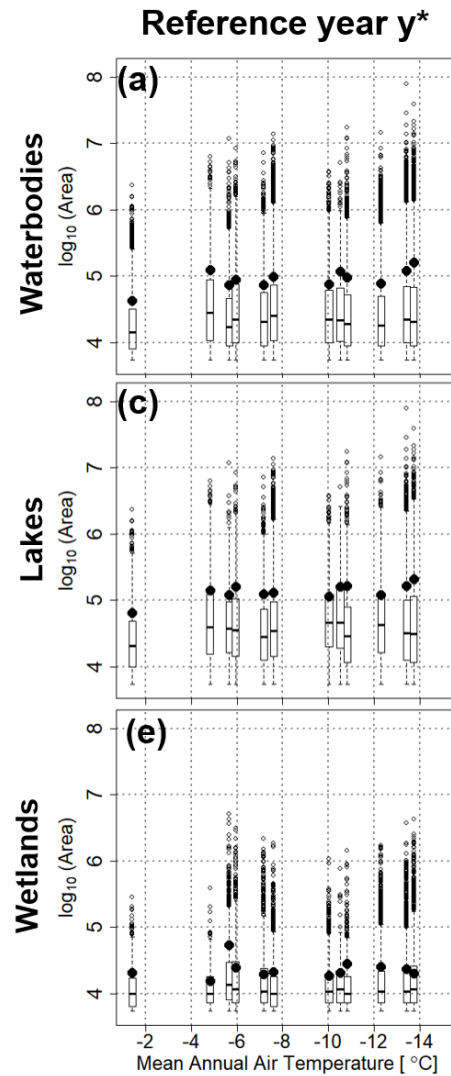 Reference year y*
(a)
Waterbodies
log10 (Area)
8
7
6
5
4
(c)
Lakes
log10 (Area)
8
7
6
5
4
(e)
Wetlands
log10 (Area)
8
7
6
5
4
-2 -4 -6 -8 -10 -12 -14
Mean Annual Air Temperature [ °C]